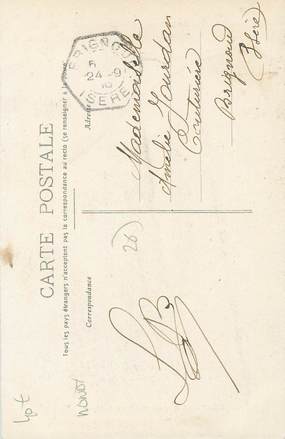 CARTE POSTALE
Tous les pays étrangers n'acceptent pas la correspondance au recto (se renseigner à la poste)
Correspondance
Adresse
BRIGNOUD
24 -9
ISÈRE
Mademoiselle
Amélie Jourdan
Couturière
Brignoud
(Isère)
(26)